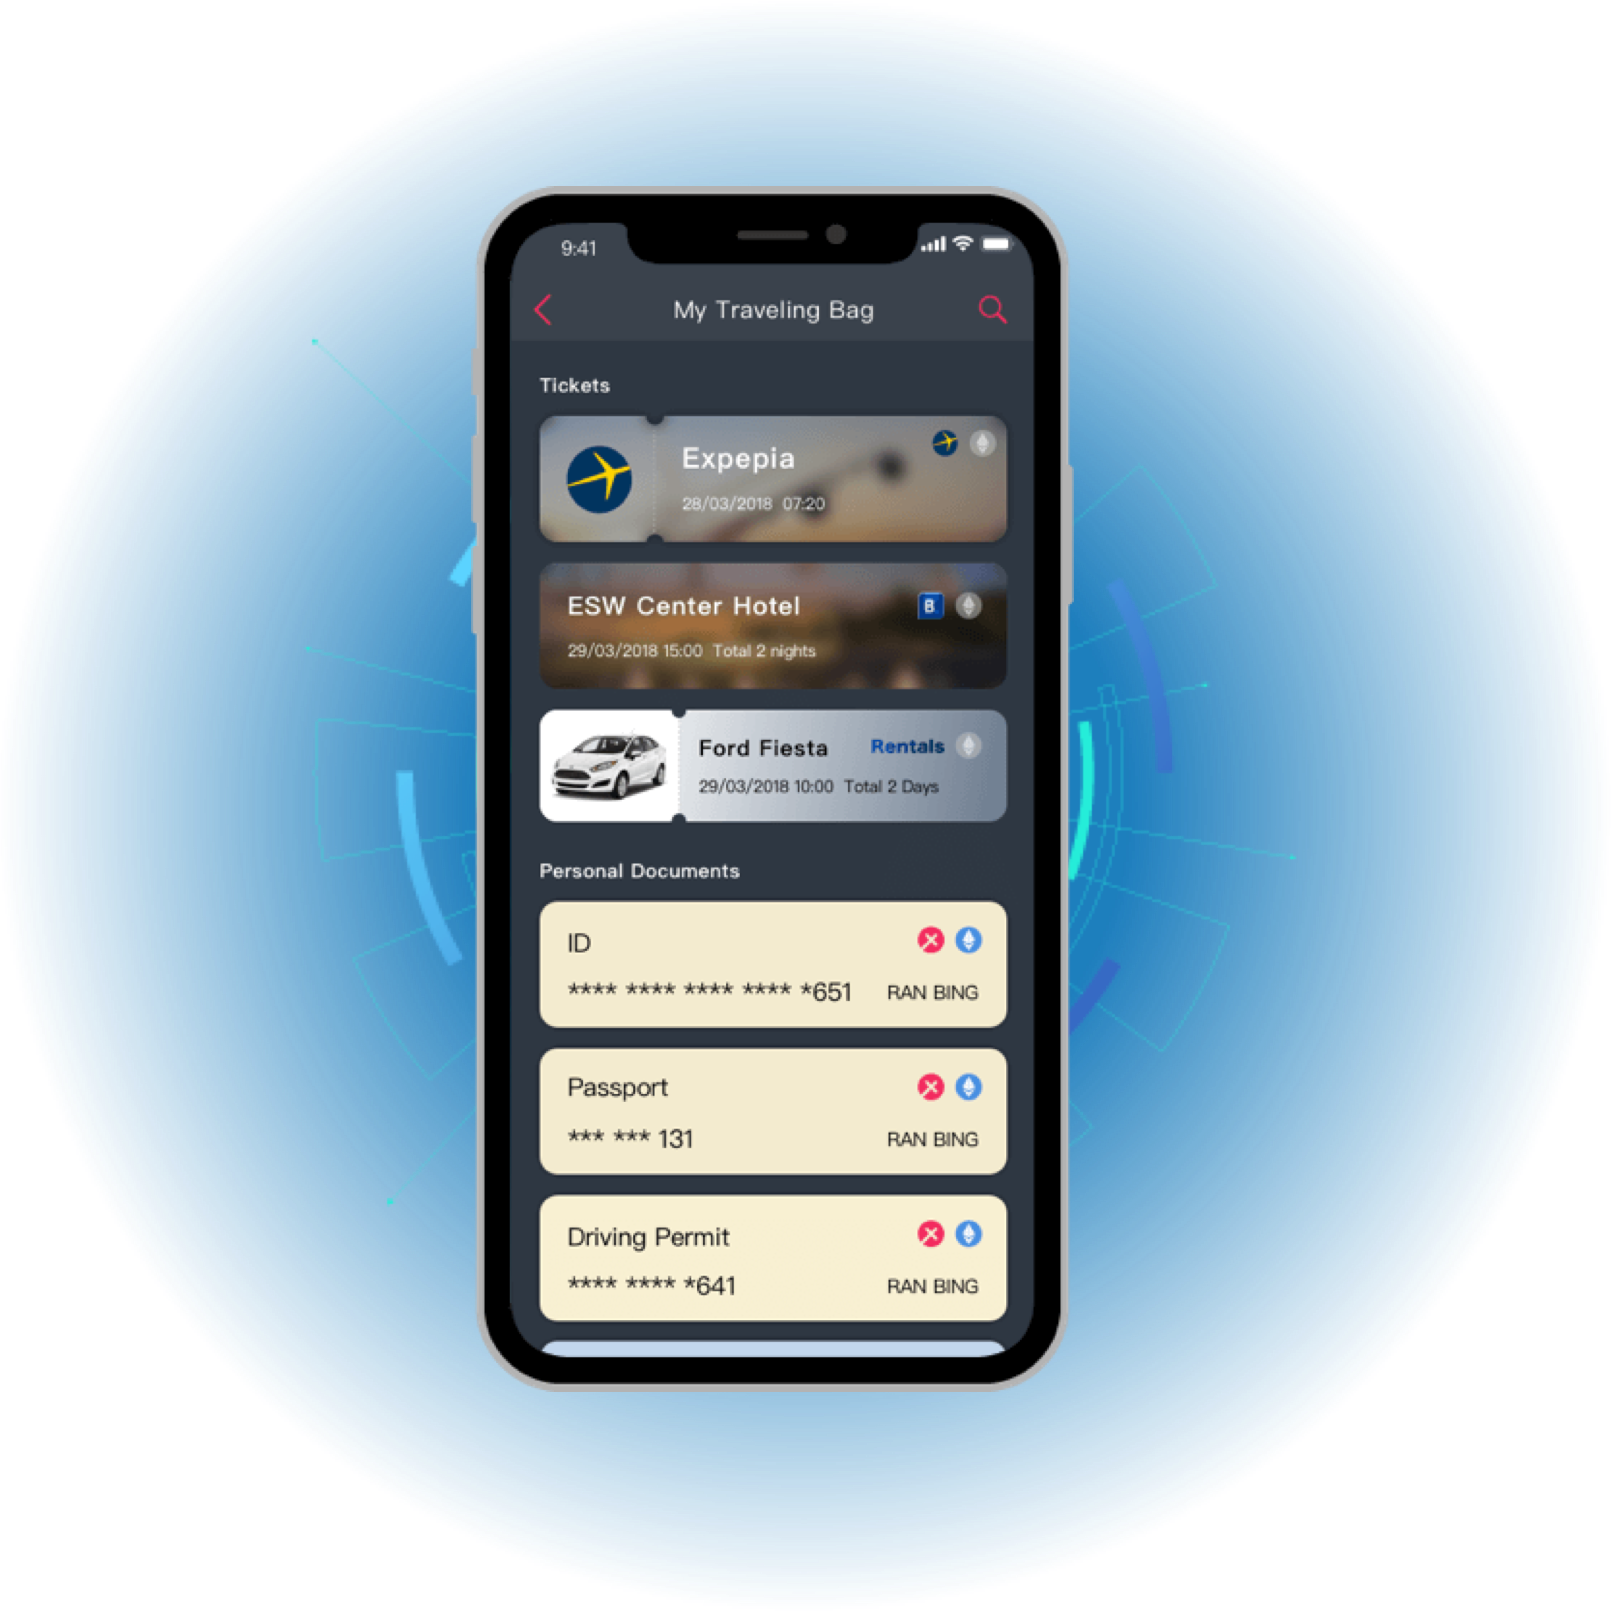 9:41
My Traveling Bag
Tickets
Expepia
28/03/2018 07:20
ESW Center Hotel
B
29/03/2018 15:00 Total 2 nights
Ford Fiesta Rentals
29/03/2018 10:00 Total 2 Days
Personal Documents
ID
**** **** **** **** *651 RAN BING
Passport
*** *** 131 RAN BING
Driving Permit
**** **** *641 RAN BING